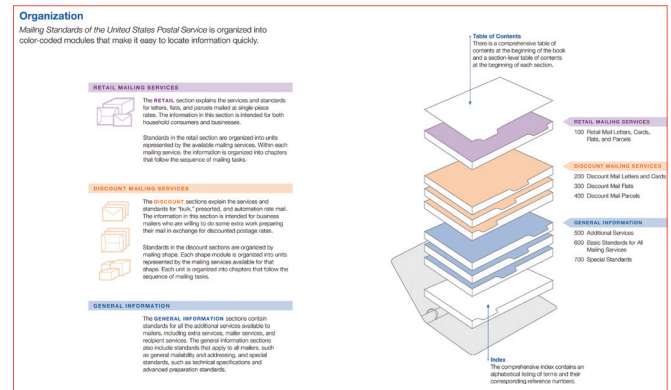 Organization
Mailing Standards of the United States Postal Service is organized into
color-coded modules that make it easy to locate information quickly.
RETAIL MAILING SERVICES
The RETAIL section explains the services and standards
for letters, flats, and parcels mailed at single-piece
rates. The information in this section is intended for both
household consumers and businesses.
Standards in the retail section are organized into units
represented by the available mailing services. Within each
mailing service, the information is organized into chapters
that follow the sequence of mailing tasks.
DISCOUNT MAILING SERVICES
The DISCOUNT sections explain the services and
standards for "bulk," presorted, and automation rate mail.
The information in this section is intended for business
mailers who are willing to do some extra work preparing
their mail in exchange for discounted postage rates.
Standards in the discount sections are organized by
mailing shape. Each shape module is organized into units
represented by the mailing services available for that
shape. Each unit is organized into chapters that follow the
sequence of mailing tasks.
GENERAL INFORMATION
The GENERAL INFORMATION sections contain
standards for all the additional services available to
mailers, including extra services, mailer services, and
recipient services. The general information sections
also include standards that apply to all mailers, such
as general mailability and addressing, and special
standards, such as technical specifications and
advanced preparation standards.
Table of Contents
There is a comprehensive table of
contents at the beginning of the book
and a section-level table of contents
at the beginning of each section.
RETAIL MAILING SERVICES
100 Retail Mail Letters, Cards,
Flats, and Parcels
DISCOUNT MAILING SERVICES
200 Discount Mail Letters and Cards
300 Discount Mail Flats
400 Discount Mail Parcels
GENERAL INFORMATION
500 Additional Services
600 Basic Standards for All
Mailing Services
700 Special Standards
Index
The comprehensive index contains an
alphabetical listing of terms and their
corresponding reference numbers.